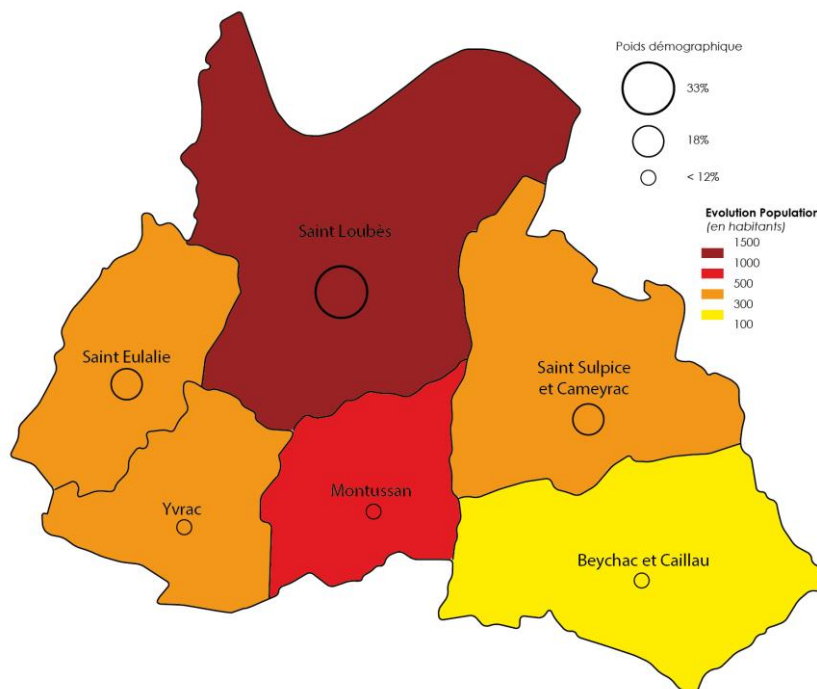 Poids démographique
33%
18%
< 12%
Evolution Population
(en habitants)
1500
1000
500
300
100
Saint Loubès
Saint Eulalie
Saint Sulpice
et Cameyrac
Yvrac
Montussan
Beychac et Caillau